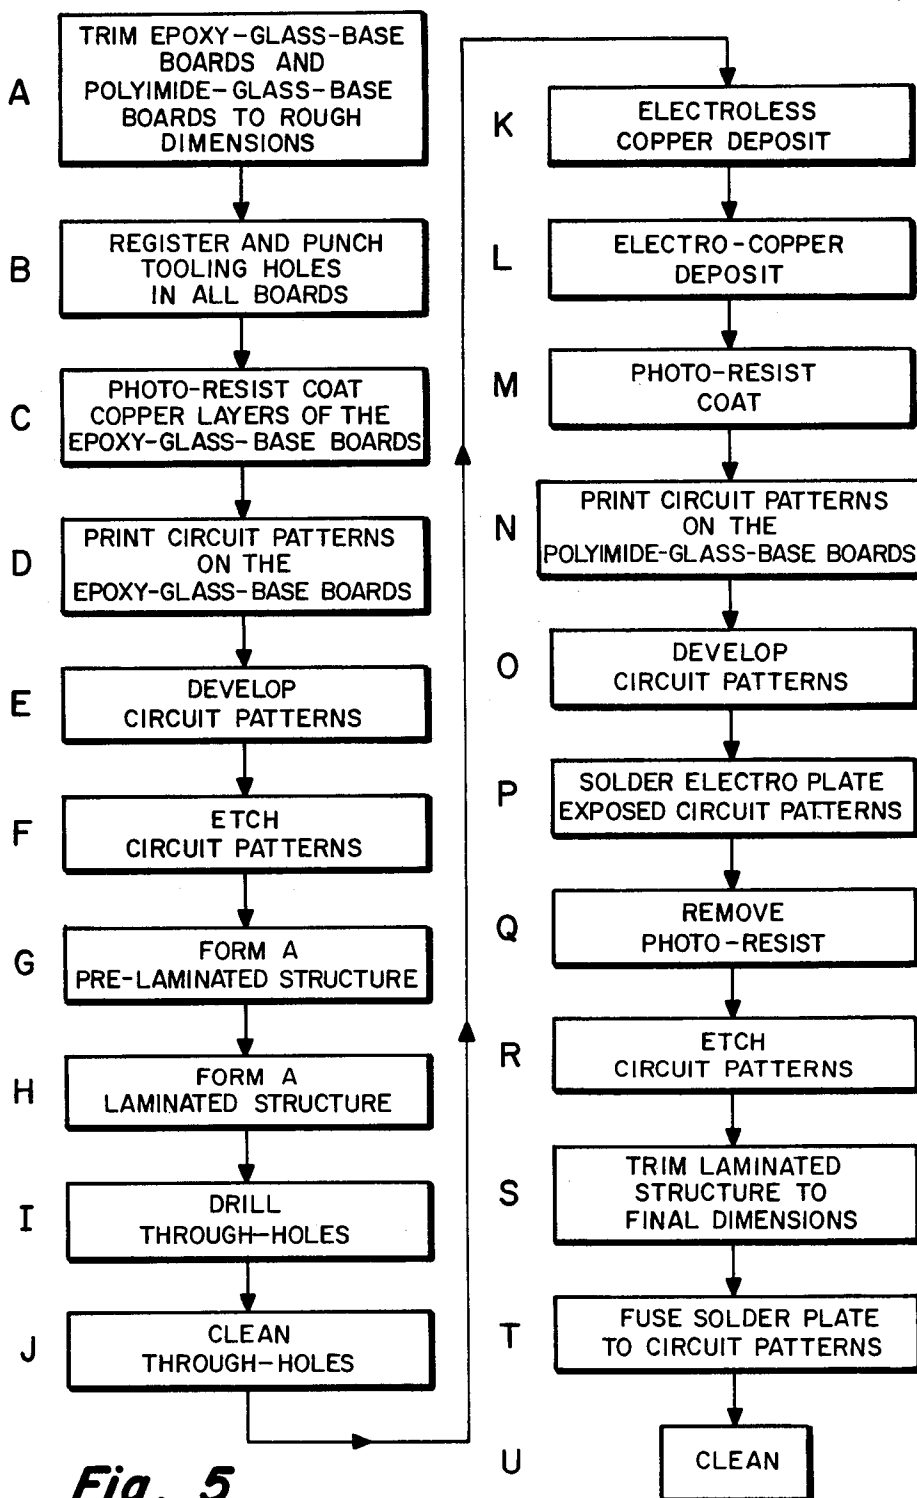 A
TRIM EPOXY-GLASS-BASE
BOARDS AND
POLYIMIDE-GLASS-BASE
BOARDS TO ROUGH
DIMENSIONS
B
REGISTER AND PUNCH
TOOLING HOLES
IN ALL BOARDS
C
PHOTO-RESIST COAT
COPPER LAYERS OF THE
EPOXY-GLASS-BASE BOARDS
D
PRINT CIRCUIT PATTERNS
ON THE
EPOXY-GLASS-BASE BOARDS
E
DEVELOP
CIRCUIT PATTERNS
F
ETCH
CIRCUIT PATTERNS
G
FORM A
PRE-LAMINATED STRUCTURE
H
FORM A
LAMINATED STRUCTURE
I
DRILL
THROUGH-HOLES
J
CLEAN
THROUGH-HOLES
K
ELECTROLESS
COPPER DEPOSIT
L
ELECTRO-COPPER
DEPOSIT
M
PHOTO-RESIST
COAT
N
PRINT CIRCUIT PATTERNS
ON THE
POLYIMIDE-GLASS-BASE BOARDS
O
DEVELOP
CIRCUIT PATTERNS
P
SOLDER ELECTRO PLATE
EXPOSED CIRCUIT PATTERNS
Q
REMOVE
PHOTO-RESIST
R
ETCH
CIRCUIT PATTERNS
S
TRIM LAMINATED
STRUCTURE TO
FINAL DIMENSIONS
T
FUSE SOLDER PLATE
TO CIRCUIT PATTERNS
U
CLEAN
Fig. 5